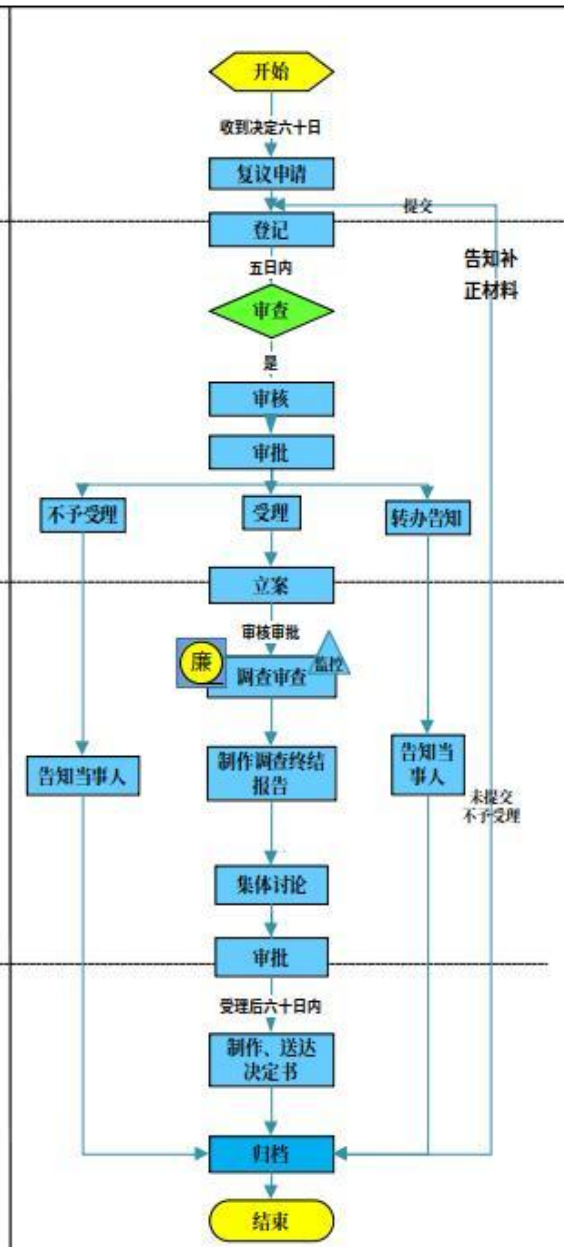 开始
收到决定六十日
复议申请
提交
登记
告知补
正材料
五日内
审查
是
审核
审批
不予受理
受理
转办告知
立案
审核审批
廉
监控
调查审查
告知当事人
制作调查终结
报告
告知当
事人
未提交
不予受理
集体讨论
审批
受理后六十日内
制作、送达
决定书
归档
结束